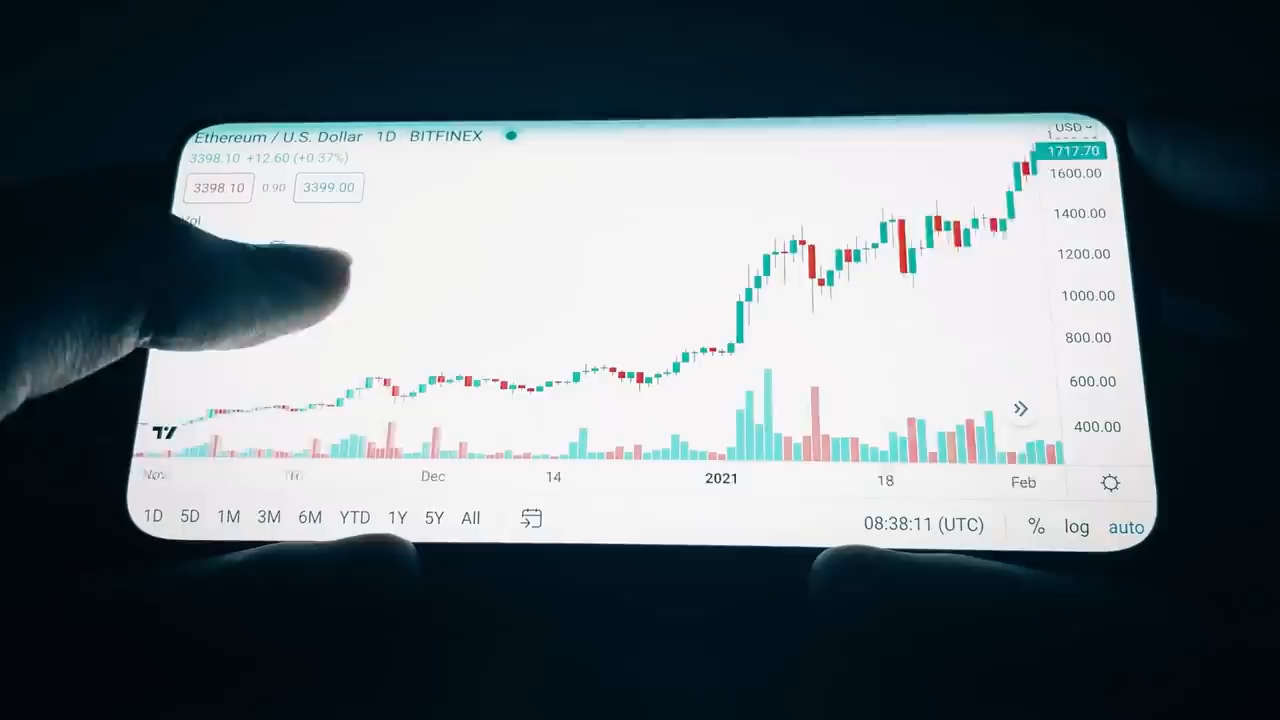 Ethereum / U.S. Dollar 1D BITFINEX
USD
3398.10 +12.60 (+0.37%)
1717.70
3398.10 0.90 3399.00
1600.00
Vol
1400.00
1200.00
1000.00
800.00
600.00
400.00
Nov Dec 14 2021 18 Feb
1D 5D 1M 3M 6M YTD 1Y 5Y All 08:38:11 (UTC) % log auto